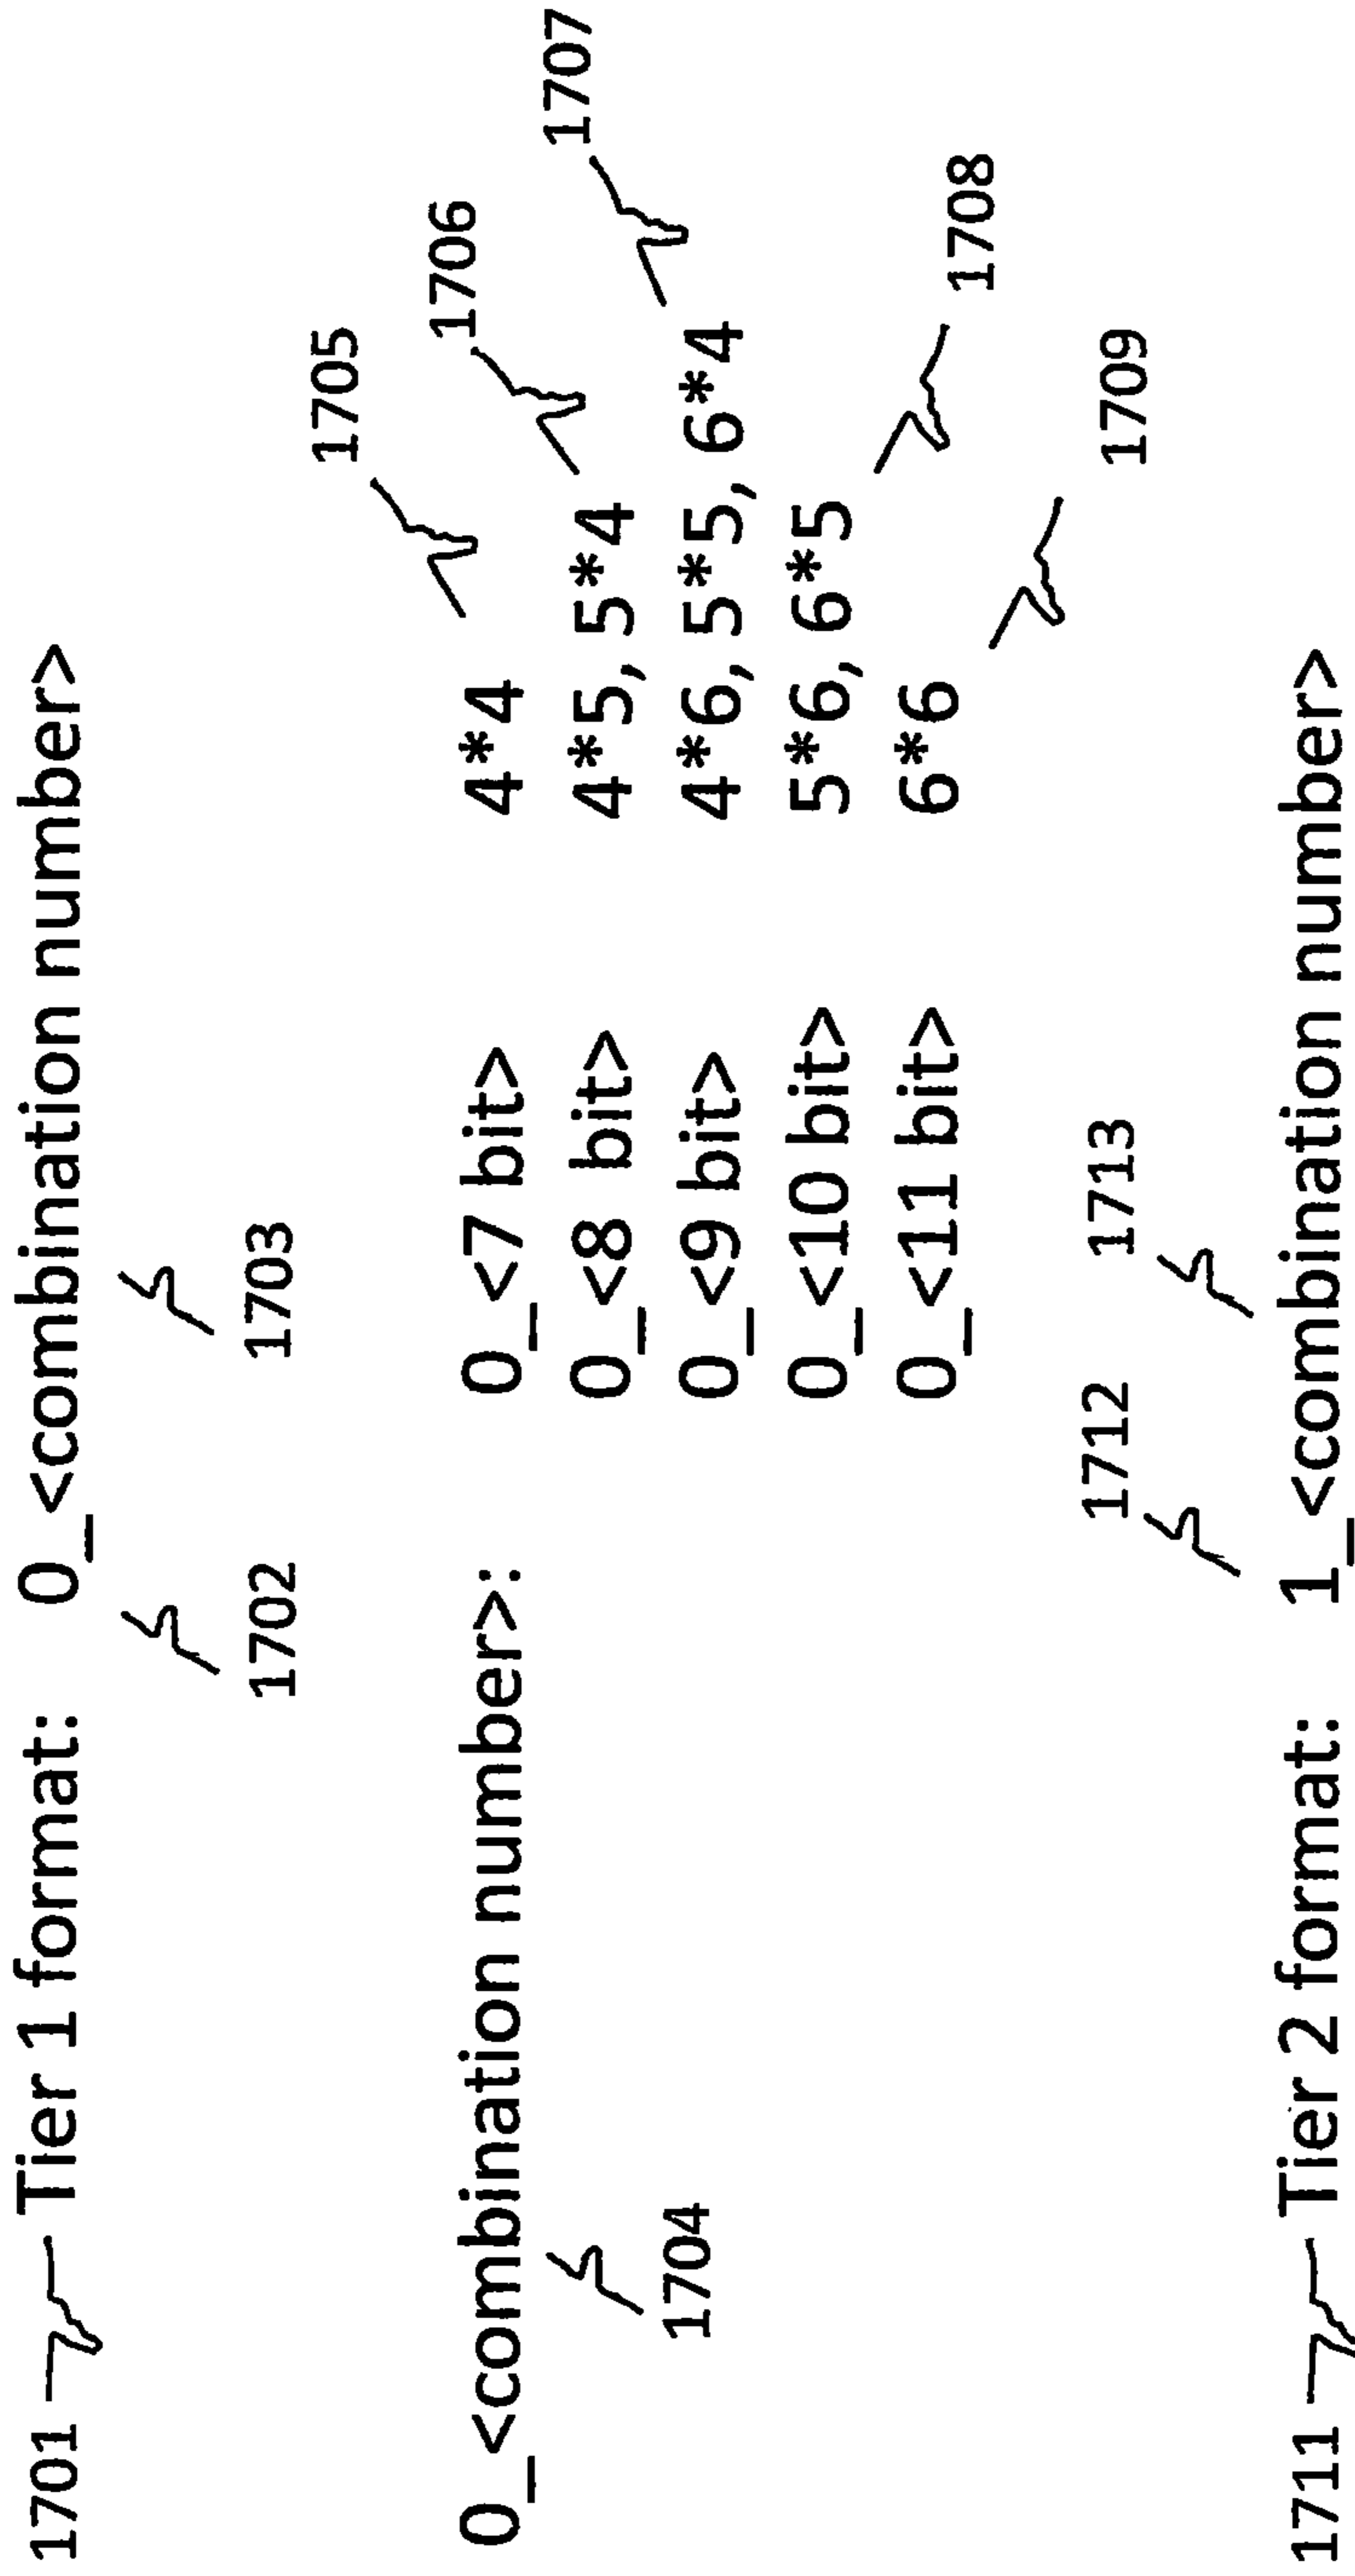 1701 Tier 1 format: 0_<combination number>
1702 1703
1705
1706
1707
0_<combination number>: 0_<7 bit> 4*4
0_<8 bit> 4*5, 5*4
1704 0_<9 bit> 4*6, 5*5, 6*4
0_<10 bit> 5*6, 6*5
0_<11 bit> 6*6
1708
1709
1712 1713
1711 Tier 2 format: 1_<combination number>